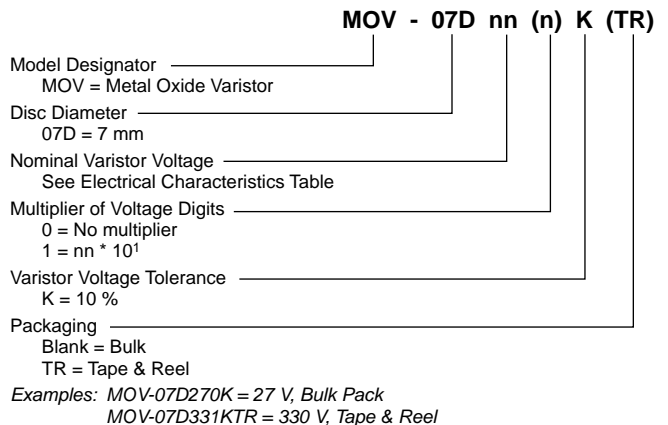 MOV - 07D nn (n) K (TR)
Model Designator
MOV = Metal Oxide Varistor
Disc Diameter
07D = 7 mm
Nominal Varistor Voltage
See Electrical Characteristics Table
Multiplier of Voltage Digits
0 = No multiplier
1 = nn * 10¹
Varistor Voltage Tolerance
K = 10 %
Packaging
Blank = Bulk
TR = Tape & Reel
Examples: MOV-07D270K = 27 V, Bulk Pack
MOV-07D331KTR = 330 V, Tape & Reel